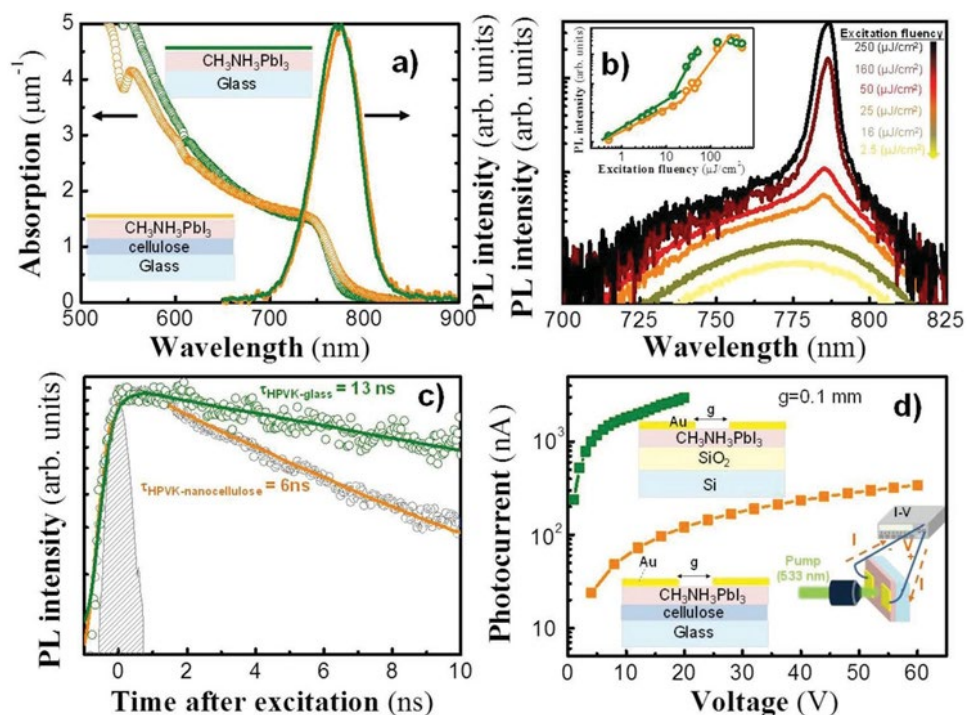 a)
Absorption (μm⁻¹)
5
4
3
2
1
0
CH₃NH₃PbI₃
Glass
CH₃NH₃PbI₃
cellulose
Glass
500 600 700 800 900
Wavelength (nm)
PL intensity (arb. units)
b)
PL intensity (arb. units)
PL intensity (arb. units)
1 10 100
Excitation fluency (μJ/cm²)
Excitation fluency
250 (μJ/cm²)
160 (μJ/cm²)
50 (μJ/cm²)
25 (μJ/cm²)
16 (μJ/cm²)
2.5 (μJ/cm²)
700 725 750 775 800 825
Wavelength (nm)
c)
PL intensity (arb. units)
τHPVK-glass = 13 ns
τHPVK-nanocellulose = 6ns
0 2 4 6 8 10
Time after excitation (ns)
d)
Photocurrent (nA)
10³
10²
10
g=0.1 mm
Au g
CH₃NH₃PbI₃
SiO₂
Si
Au g
CH₃NH₃PbI₃
cellulose
Glass
I-V
V
I
I
Pump
(533 nm)
0 10 20 30 40 50 60
Voltage (V)